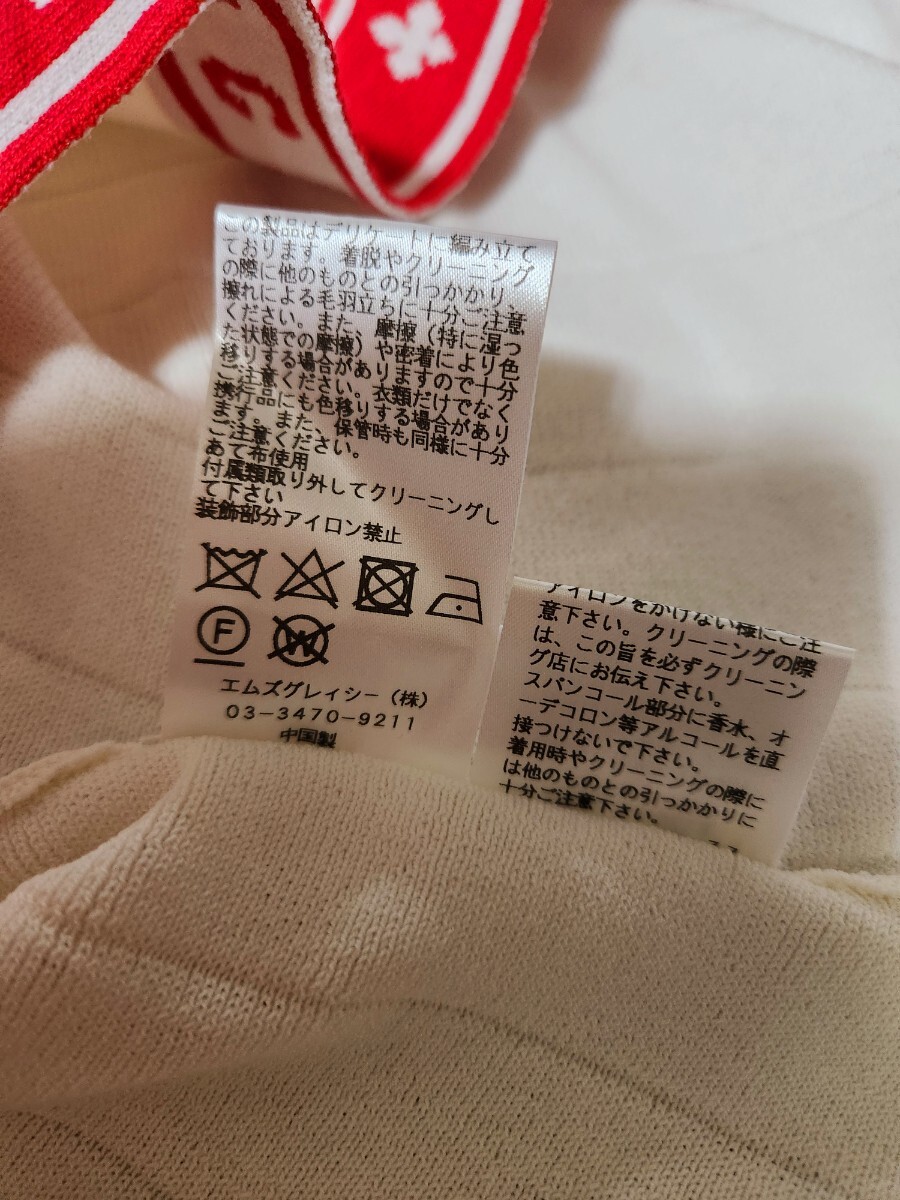 この製品はデリケートに編み立て
ております 着脱やクリーニング
の際に他のものとの引っかかり、
擦れによる毛羽立ちに十分ご注意
ください。また、摩擦（特に湿っ
た状態での摩擦）や密着により色
移りする場合がありますので十分
ご注意ください。衣類だけでなく
携行品にも色移りする場合があり
ます。また、保管時も同様に十分
ご注意ください。
あて布使用
付属類取り外してクリーニングし
て下さい
装飾部分アイロン禁止
F
W
エムズグレイシー（株）
03-3470-9211
中国製
アイロンをかけない様にご注
意下さい。クリーニングの際
は、この旨を必ずクリーニン
グ店にお伝え下さい。
スパンコール部分に香水、オ
ーデコロン等アルコールを直
接つけないで下さい。
着用時やクリーニングの際に
は他のものとの引っかかりに
十分ご注意下さい。